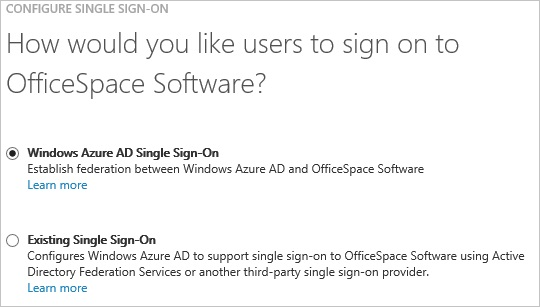 CONFIGURE SINGLE SIGN-ON
How would you like users to sign on to
OfficeSpace Software?
Windows Azure AD Single Sign-On
Establish federation between Windows Azure AD and OfficeSpace Software
Learn more
Existing Single Sign-On
Configures Windows Azure AD to support single sign-on to OfficeSpace Software using Active
Directory Federation Services or another third-party single sign-on provider.
Learn more